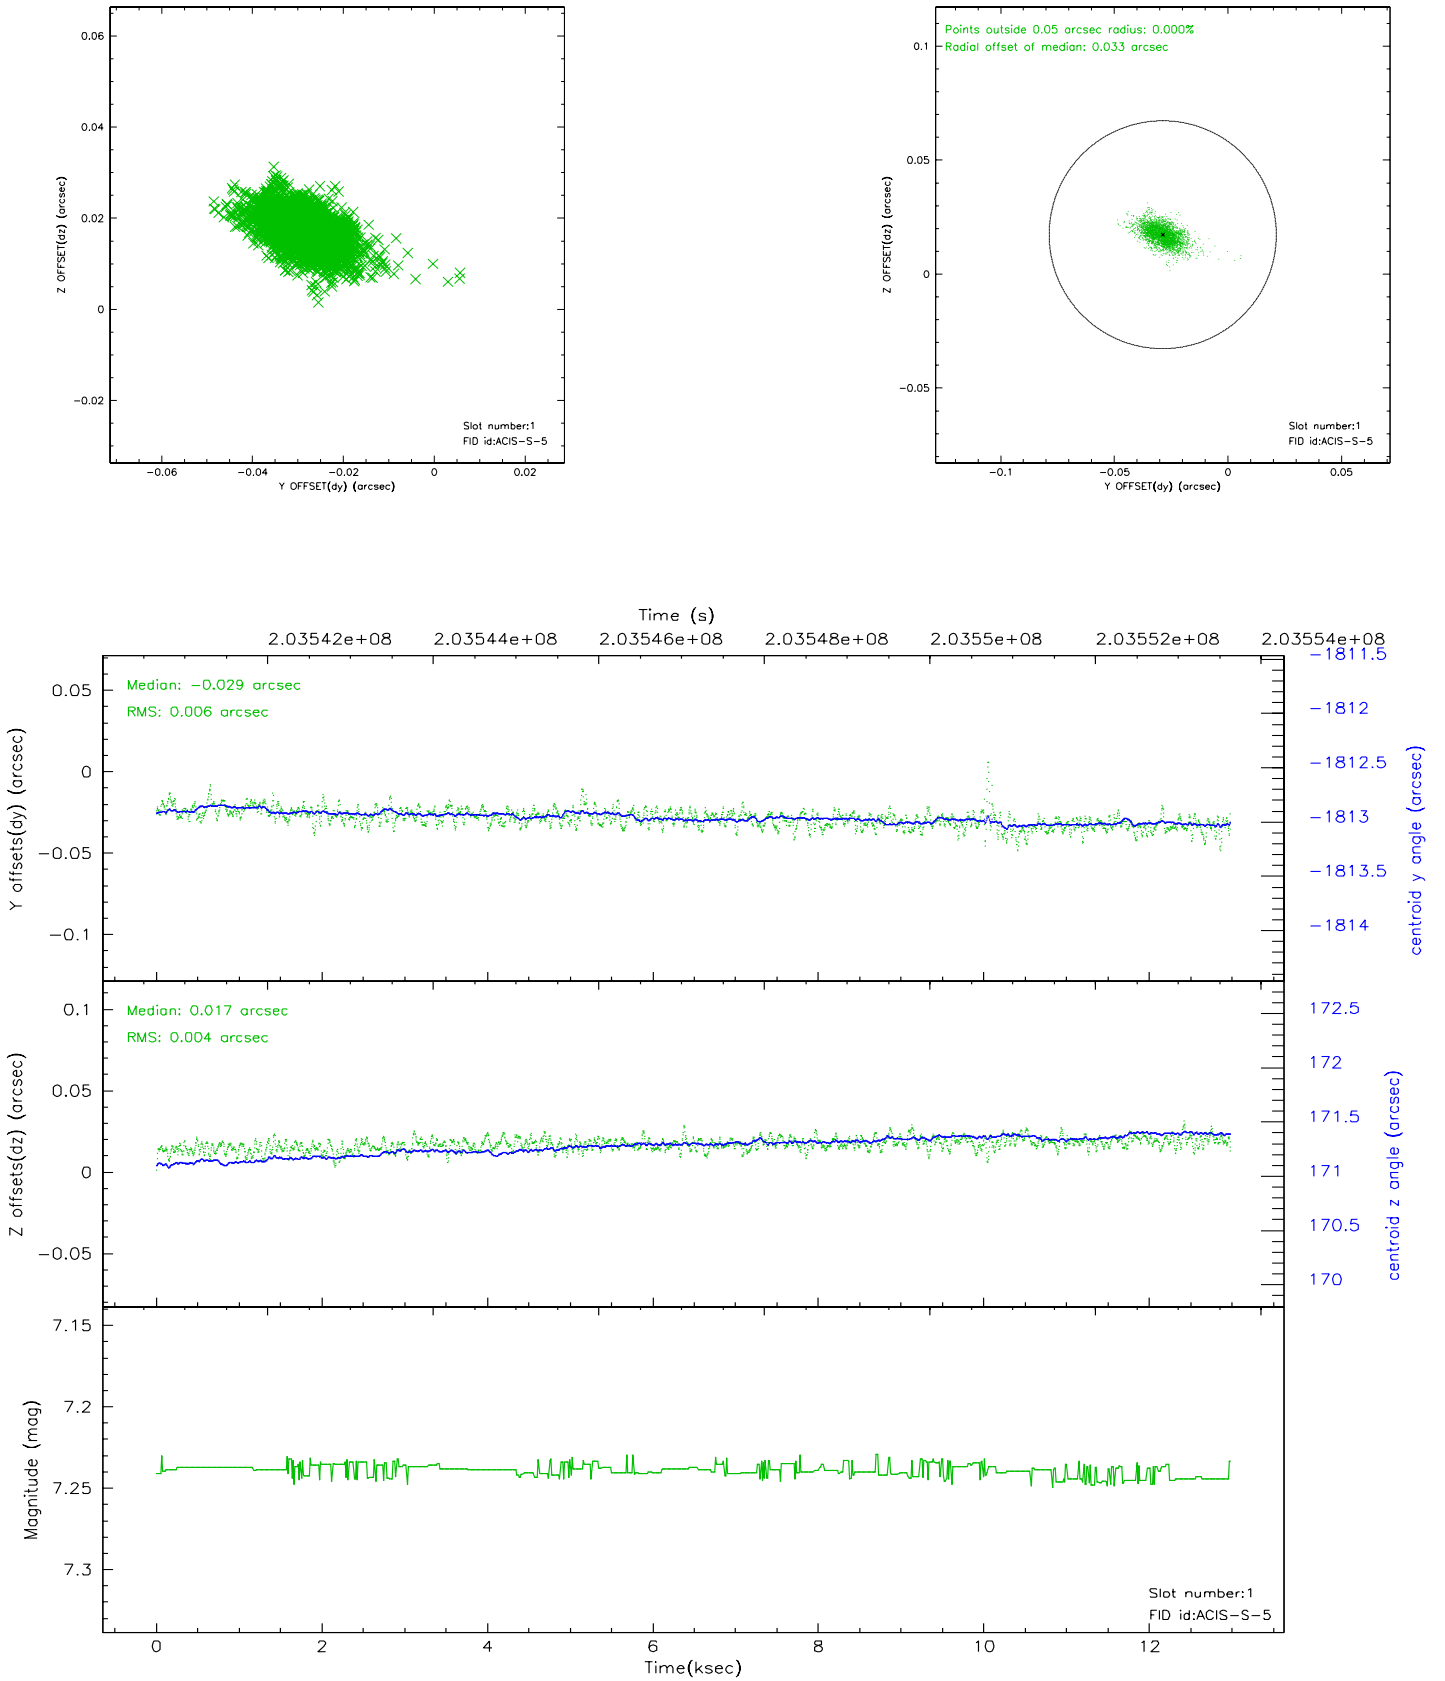 0.06
0.04
0.02
0
−0.02
Z OFFSET(dz) (arcsec)
Slot number:1
FID id:ACIS−S−5
−0.06 −0.04 −0.02 0 0.02
Y OFFSET(dy) (arcsec)
Points outside 0.05 arcsec radius: 0.000%
Radial offset of median: 0.033 arcsec
0.1
0.05
0
−0.05
Z OFFSET(dz) (arcsec)
Slot number:1
FID id:ACIS−S−5
−0.1 −0.05 0 0.05
Y OFFSET(dy) (arcsec)
Time (s)
2.03542e+08 2.03544e+08 2.03546e+08 2.03548e+08 2.0355e+08 2.03552e+08 2.03554e+08
Median: −0.029 arcsec
RMS: 0.006 arcsec
0.05
0
−0.05
−0.1
Y offsets(dy) (arcsec)
−1811.5
−1812
−1812.5
−1813
−1813.5
−1814
centroid y angle (arcsec)
Median: 0.017 arcsec
RMS: 0.004 arcsec
0.1
0.05
0
−0.05
Z offsets(dz) (arcsec)
172.5
172
171.5
171
170.5
170
centroid z angle (arcsec)
7.15
7.2
7.25
7.3
Magnitude (mag)
Slot number:1
FID id:ACIS−S−5
0 2 4 6 8 10 12
Time(ksec)